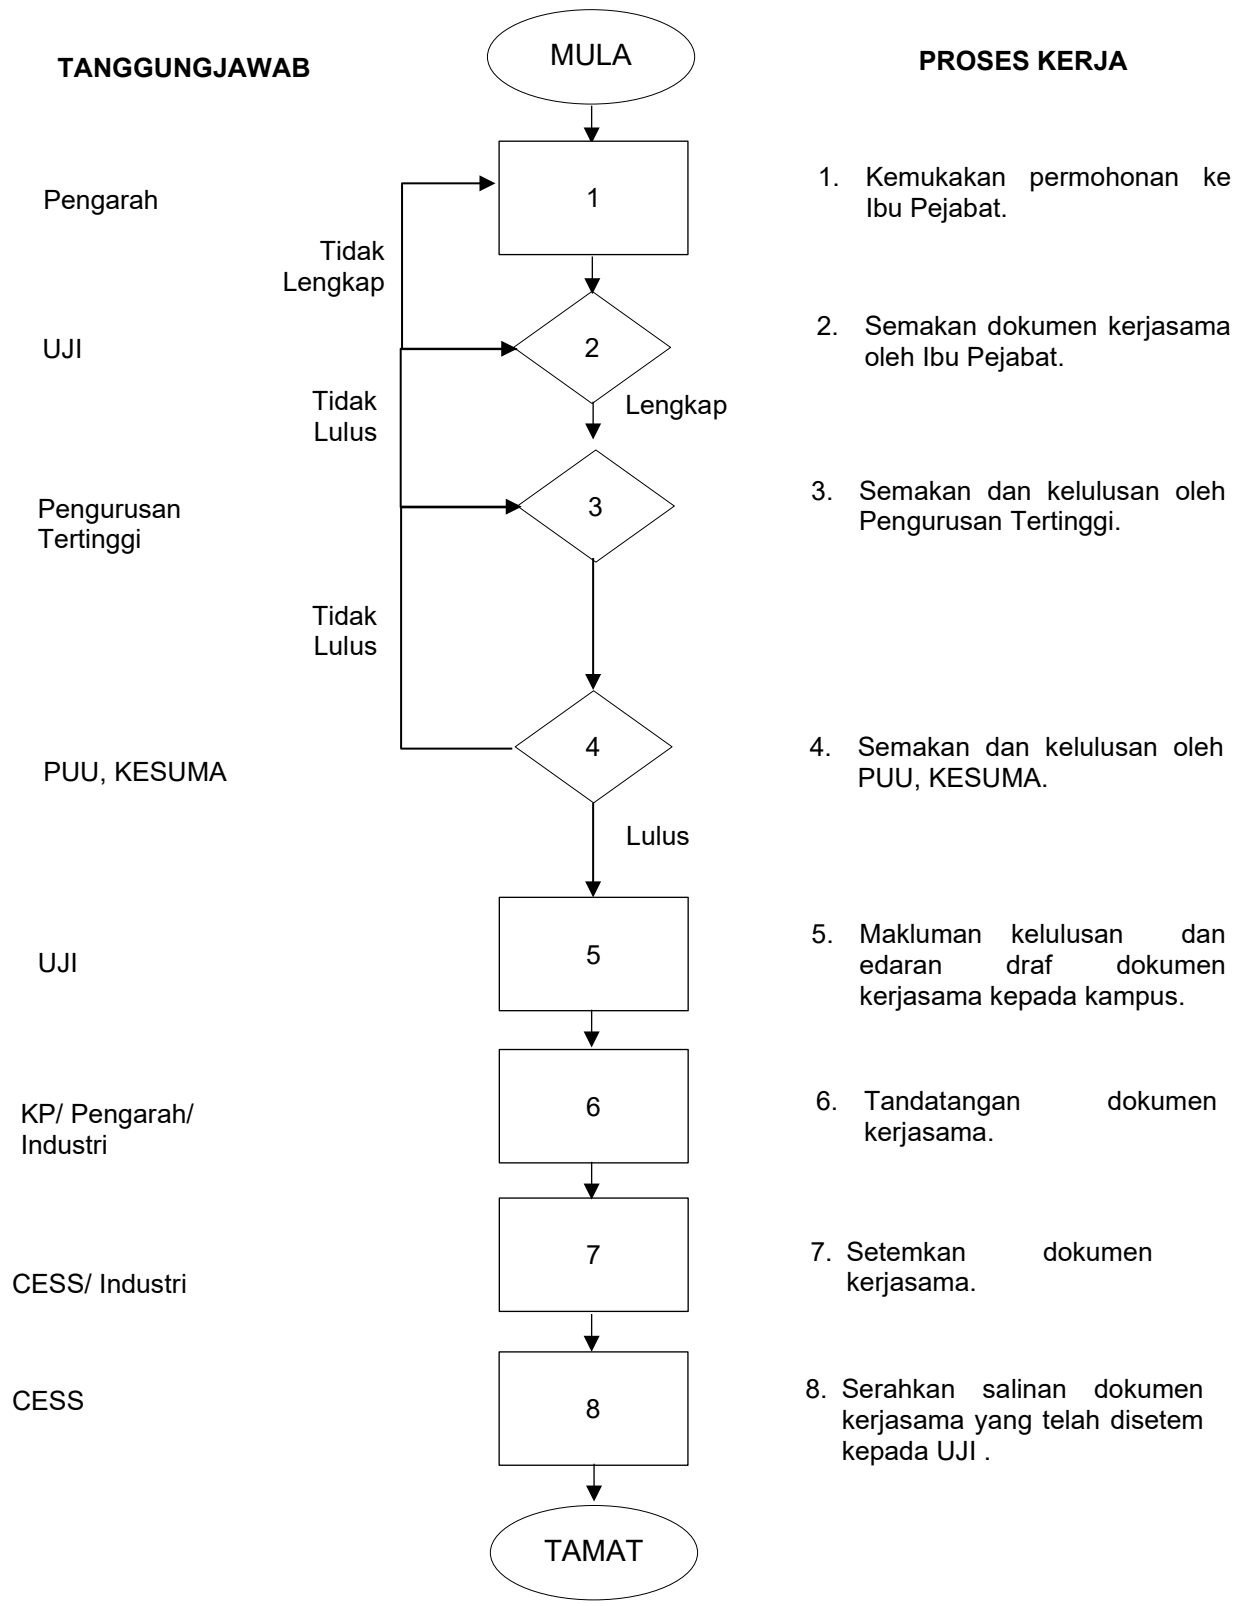 MULA
TANGGUNGJAWAB
PROSES KERJA
Pengarah
1
1. Kemukakan permohonan ke
Ibu Pejabat.
Tidak
Lengkap
UJI
2
2. Semakan dokumen kerjasama
oleh Ibu Pejabat.
Tidak
Lulus
Lengkap
Pengurusan
Tertinggi
3
3. Semakan dan kelulusan oleh
Pengurusan Tertinggi.
Tidak
Lulus
PUU, KESUMA
4
4. Semakan dan kelulusan oleh
PUU, KESUMA.
Lulus
UJI
5
5. Makluman kelulusan dan
edaran draf dokumen
kerjasama kepada kampus.
KP/ Pengarah/
Industri
6
6. Tandatangan dokumen
kerjasama.
CESS/ Industri
7
7. Setemkan dokumen
kerjasama.
CESS
8
8. Serahkan salinan dokumen
kerjasama yang telah disetem
kepada UJI .
TAMAT